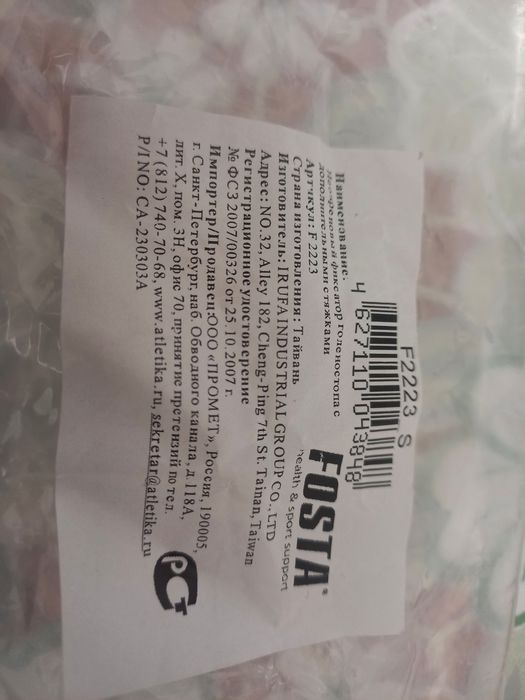 F2223 S
4 627110 043848
FOSTA®
health & sport support
Наименование:
Неопреновый фиксатор голеностопа с
дополнительными стяжками
Артикул: F 2223
Страна изготовления: Тайвань
Изготовитель: JRUFA INDUSTRIAL GROUP CO., LTD
Адрес: NO.32, Alley 182, Cheng-Ping 7th St. Tainan, Taiwan
Регистрационное удостоверение
№ ФСЗ 2007/00326 от 25.10.2007 г.
Импортер/Продавец:ООО «ПРОМЕТ», Россия, 190005,
г. Санкт-Петербург, наб. Обводного канала, д.118А,
лит. Х, пом. 3Н, офис 70, принятие претензий по тел.
+7 (812) 740-70-68, www.atletika.ru, sekretar@atletika.ru
P/I NO: CA-230303A
РСТ